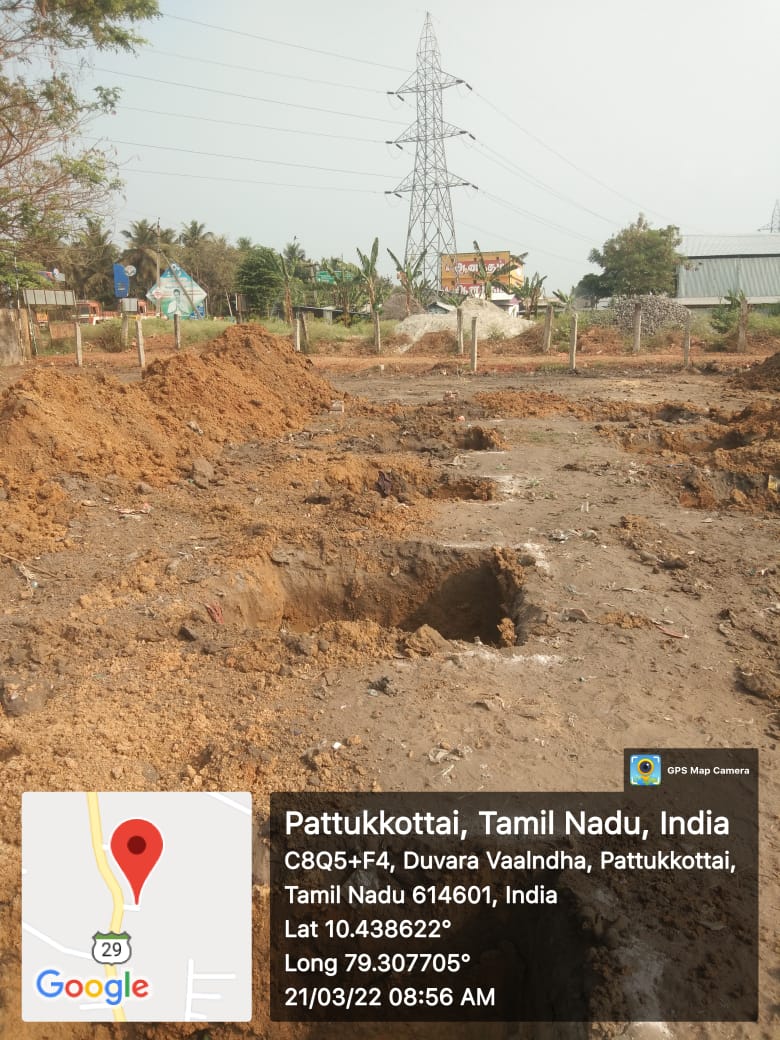 GPS Map Camera
Pattukkottai, Tamil Nadu, India
C8Q5+F4, Duvara Vaalndha, Pattukkottai,
Tamil Nadu 614601, India
Lat 10.438622°
Long 79.307705°
21/03/22 08:56 AM
29
Google